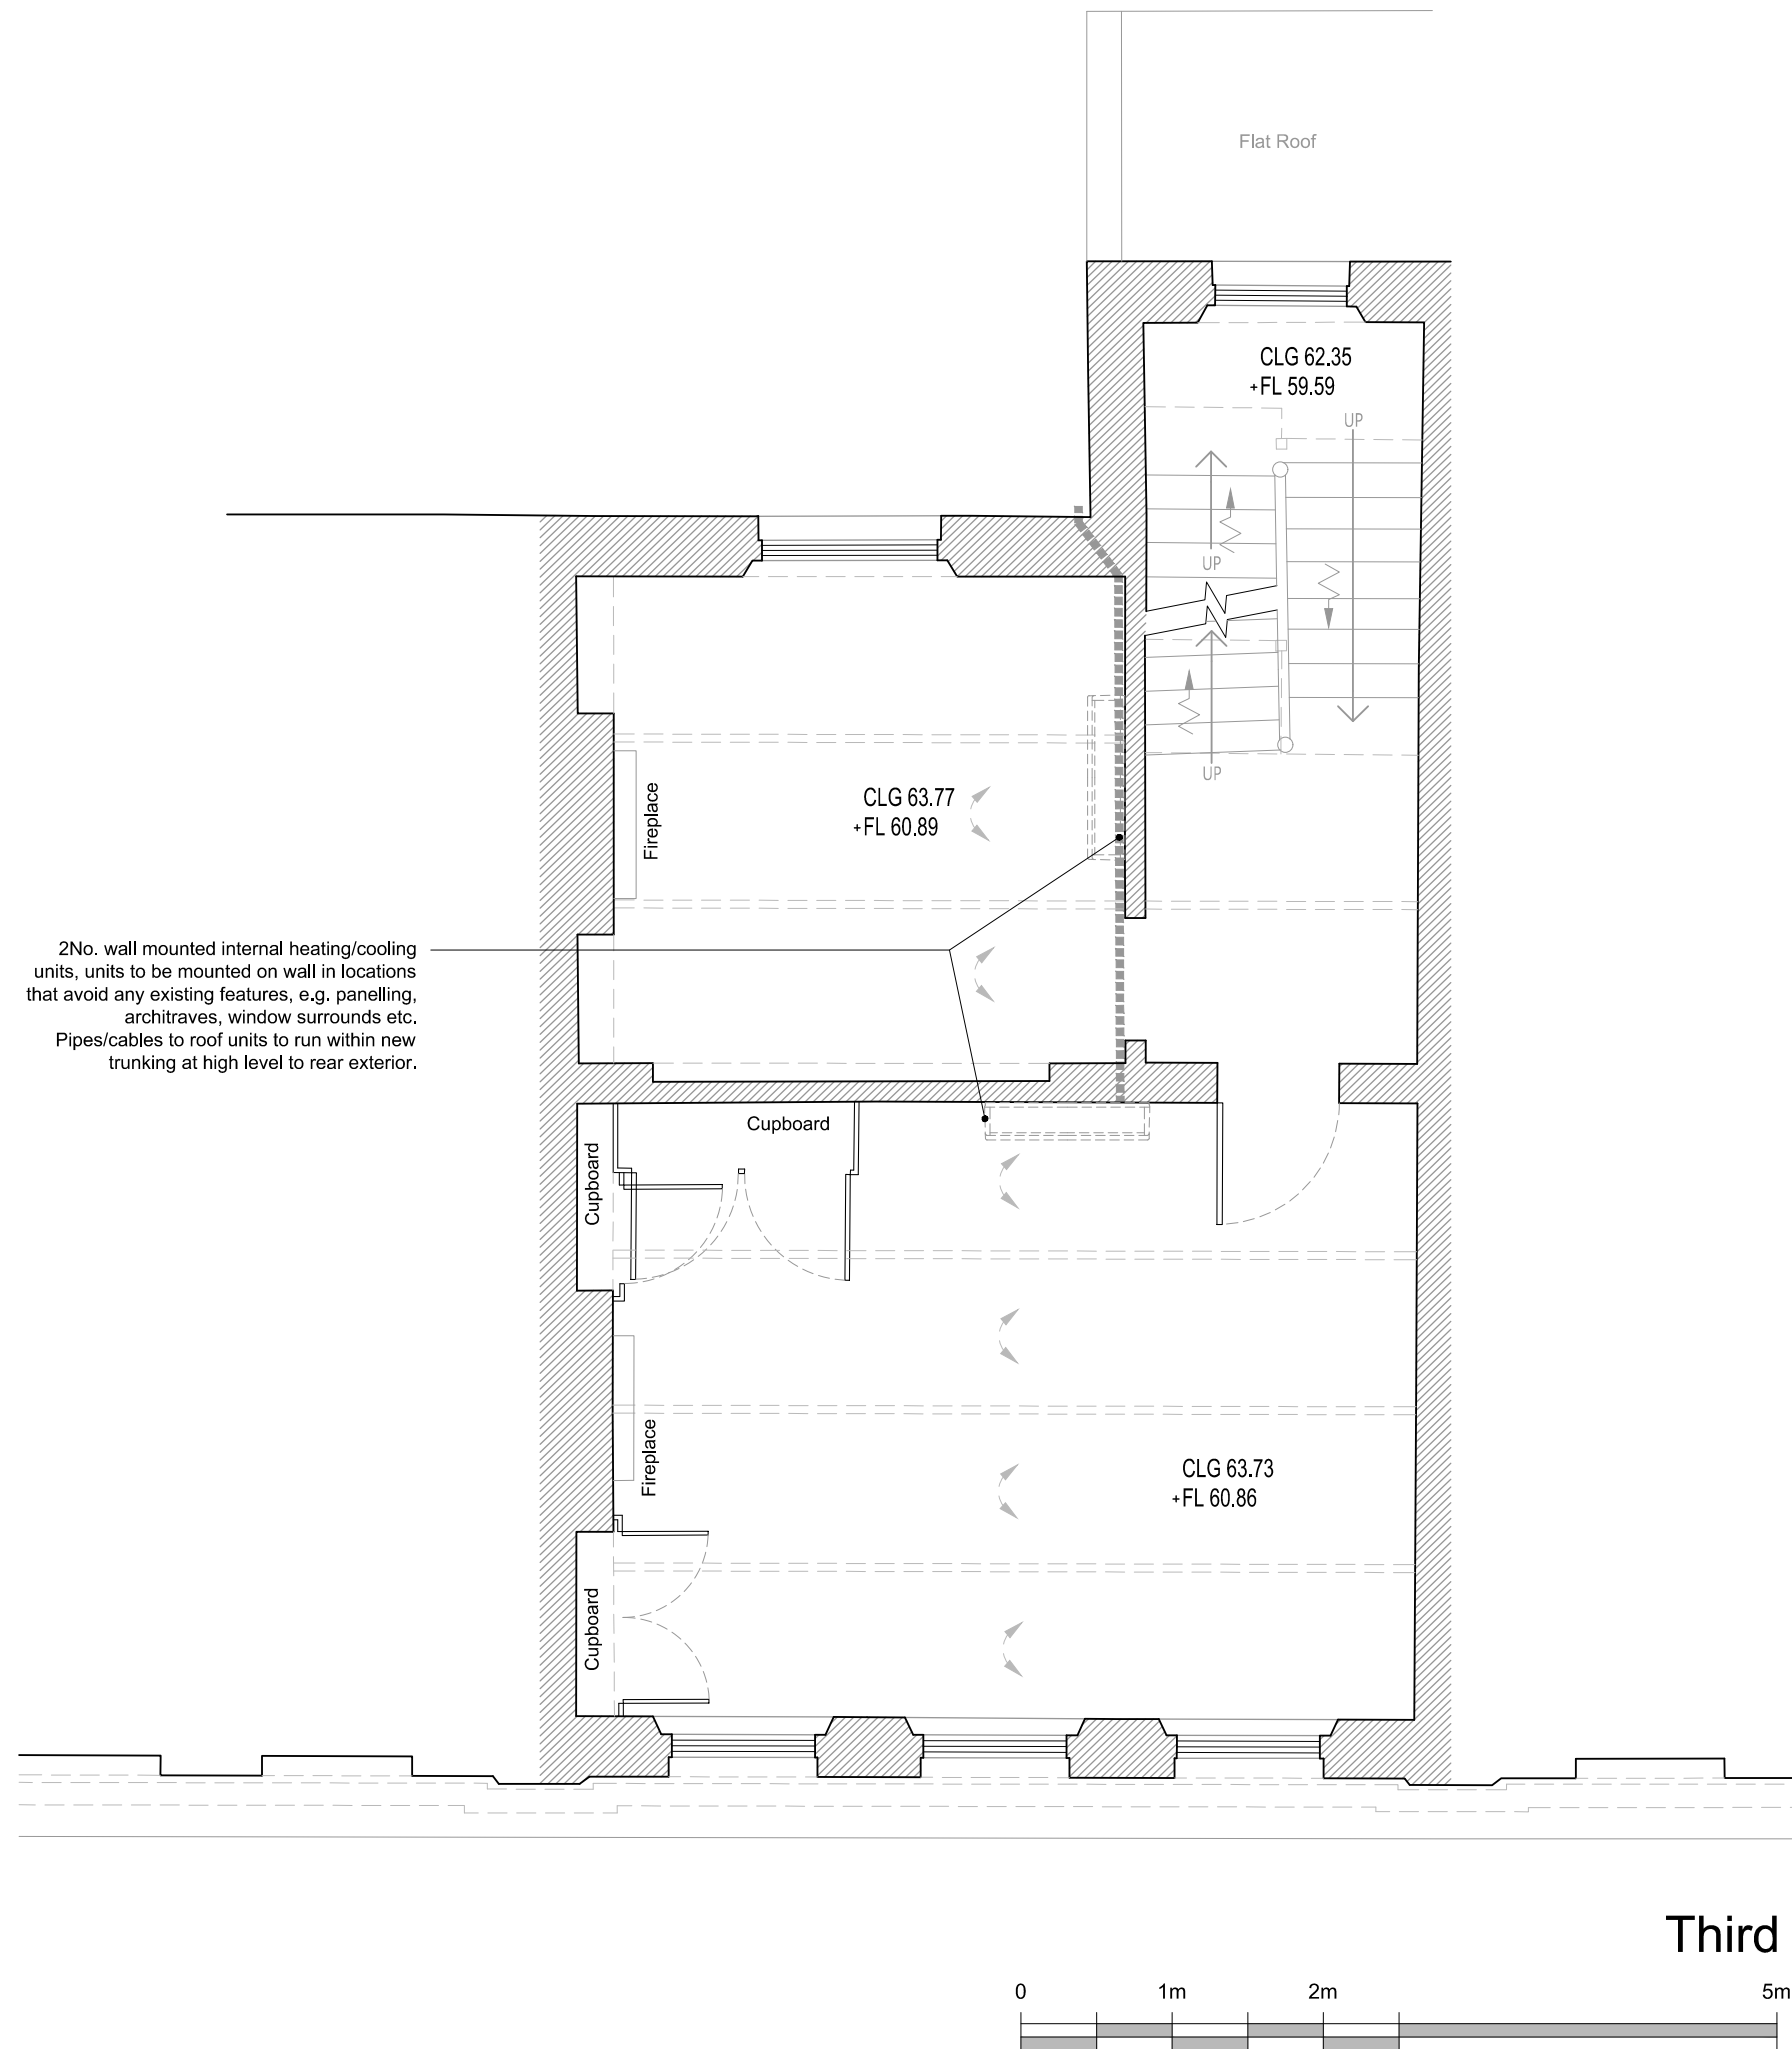 Flat Roof
CLG 62.35
+FL 59.59
UP
UP
UP
CLG 63.77
+FL 60.89
Fireplace
2No. wall mounted internal heating/cooling
units, units to be mounted on wall in locations
that avoid any existing features, e.g. panelling,
architraves, window surrounds etc.
Pipes/cables to roof units to run within new
trunking at high level to rear exterior.
Cupboard
Cupboard
Fireplace
CLG 63.73
+FL 60.86
Cupboard
Third
0 1m 2m 5m